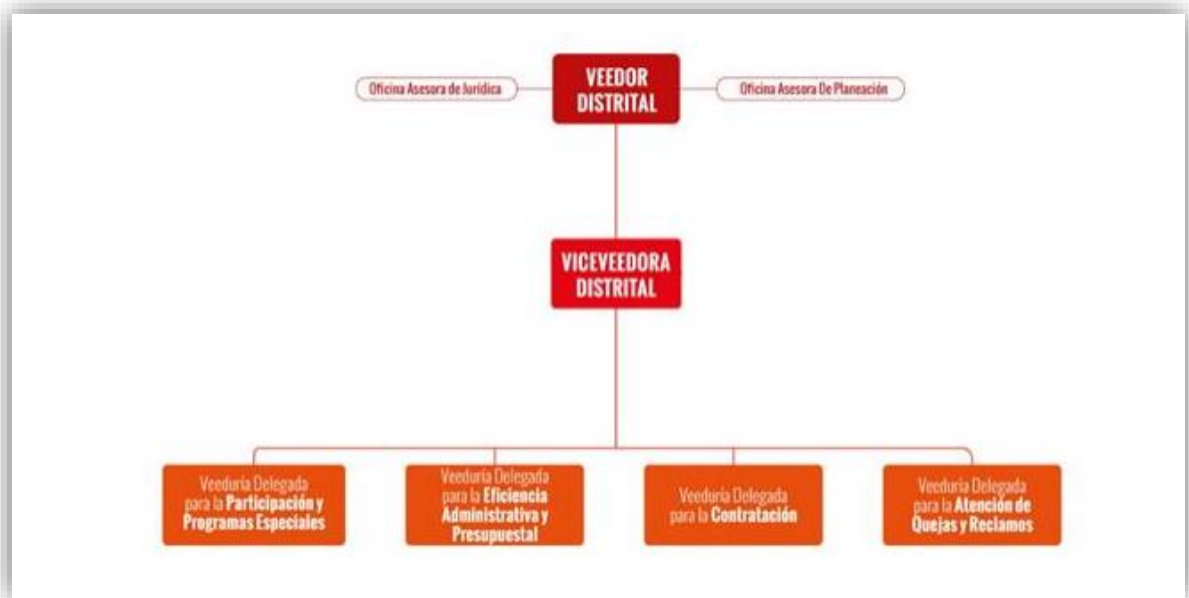 VEEDOR
DISTRITAL
Oficina Asesora de Jurídica
Oficina Asesora De Planeación
VICEVEEDORA
DISTRITAL
Veeduría Delegada
para la Participación y
Programas Especiales
Veeduría Delegada
para la Eficiencia
Administrativa y
Presupuestal
Veeduría Delegada
para la Contratación
Veeduría Delegada
para la Atención de
Quejas y Reclamos